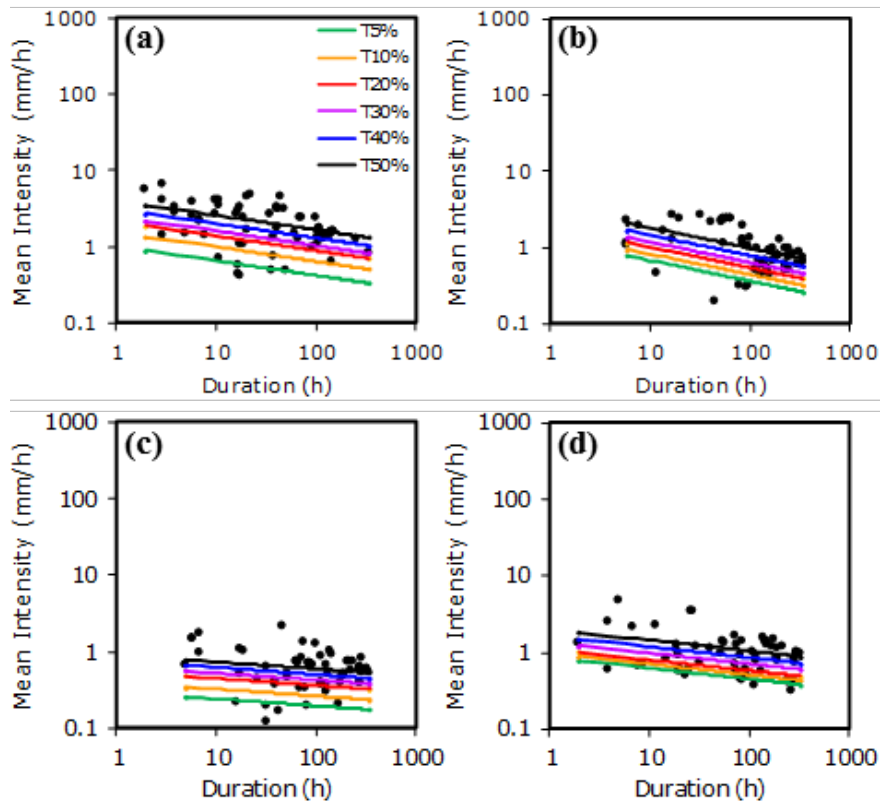 (a)
1000
100
10
1
0.1
Mean Intensity (mm/h)
T5%
T10%
T20%
T30%
T40%
T50%
1 10 100 1000
Duration (h)
(b)
1000
100
10
1
0.1
Mean Intensity (mm/h)
1 10 100 1000
Duration (h)
(c)
1000
100
10
1
0.1
Mean Intensity (mm/h)
1 10 100 1000
Duration (h)
(d)
1000
100
10
1
0.1
Mean Intensity (mm/h)
1 10 100 1000
Duration (h)